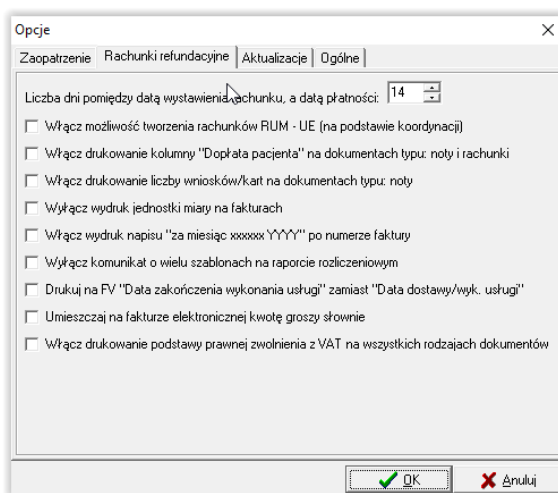 Opcje
Zaopatrzenie Rachunki refundacyjne Aktualizacje Ogólne
Liczba dni pomiędzy datą wystawienia rachunku, a datą płatności: 14
Włącz możliwość tworzenia rachunków RUM - UE (na podstawie koordynacji)
Włącz drukowanie kolumny "Dopłata pacjenta" na dokumentach typu: noty i rachunki
Włącz drukowanie liczby wniosków/kart na dokumentach typu: noty
Wyłącz wydruk jednostki miary na fakturach
Włącz wydruk napisu "za miesiąc xxxxxx YYYY" po numerze faktury
Wyłącz komunikat o wielu szablonach na raporcie rozliczeniowym
Drukuj na FV "Data zakończenia wykonania usługi" zamiast "Data dostawy/wyk. usługi"
Umieszczaj na fakturze elektronicznej kwotę groszy słownie
Włącz drukowanie podstawy prawnej zwolnienia z VAT na wszystkich rodzajach dokumentów
OK Anuluj